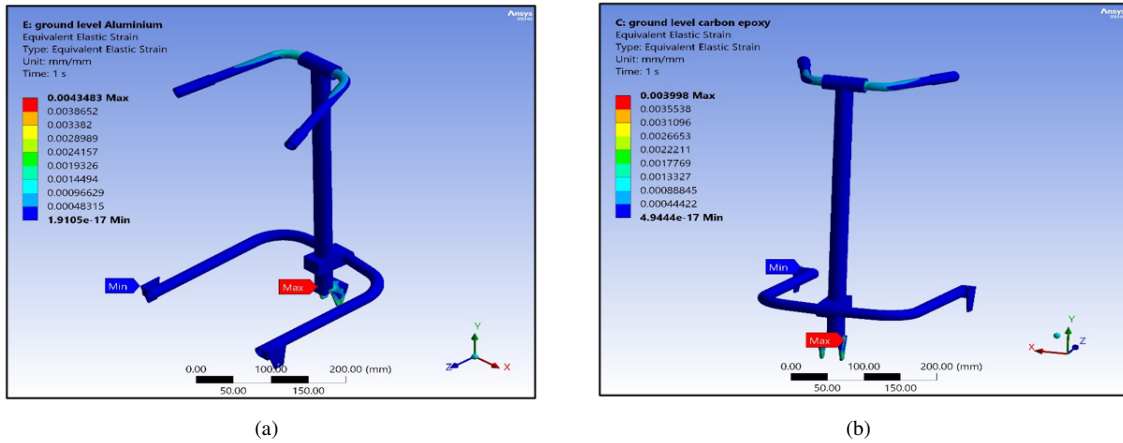 Ansys
E: ground level Aluminium
Equivalent Elastic Strain
Type: Equivalent Elastic Strain
Unit: mm/mm
Time: 1 s
0.0043483 Max
0.0038652
0.003382
0.0028989
0.0024157
0.0019326
0.0014494
0.00096629
0.00048315
1.9105e-17 Min
Min
Max
Y
Z
X
0.00 100.00 200.00 (mm)
50.00 150.00
(a)
Ansys
C: ground level carbon epoxy
Equivalent Elastic Strain
Type: Equivalent Elastic Strain
Unit: mm/mm
Time: 1 s
0.003998 Max
0.0035538
0.0031096
0.0026653
0.0022211
0.0017769
0.0013327
0.00088845
0.00044422
4.9444e-17 Min
Min
Max
Y
X
Z
0.00 100.00 200.00 (mm)
50.00 150.00
(b)